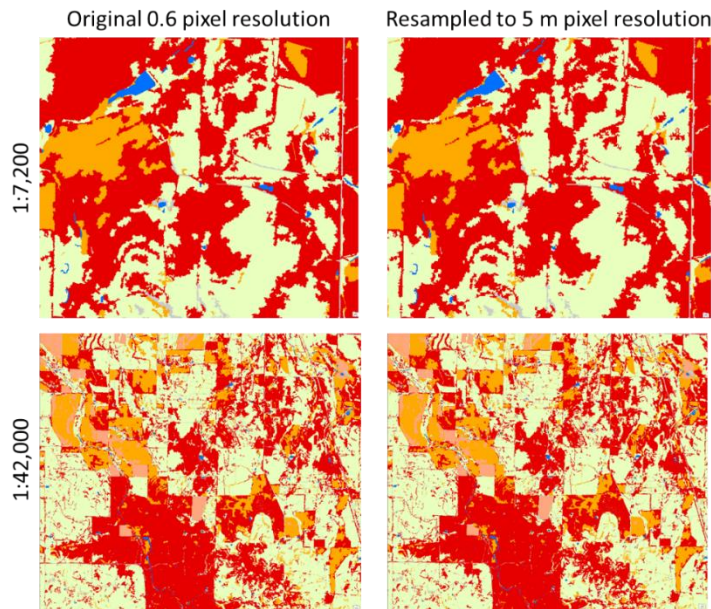 Original 0.6 pixel resolution
Resampled to 5 m pixel resolution
1:7,200
1:42,000